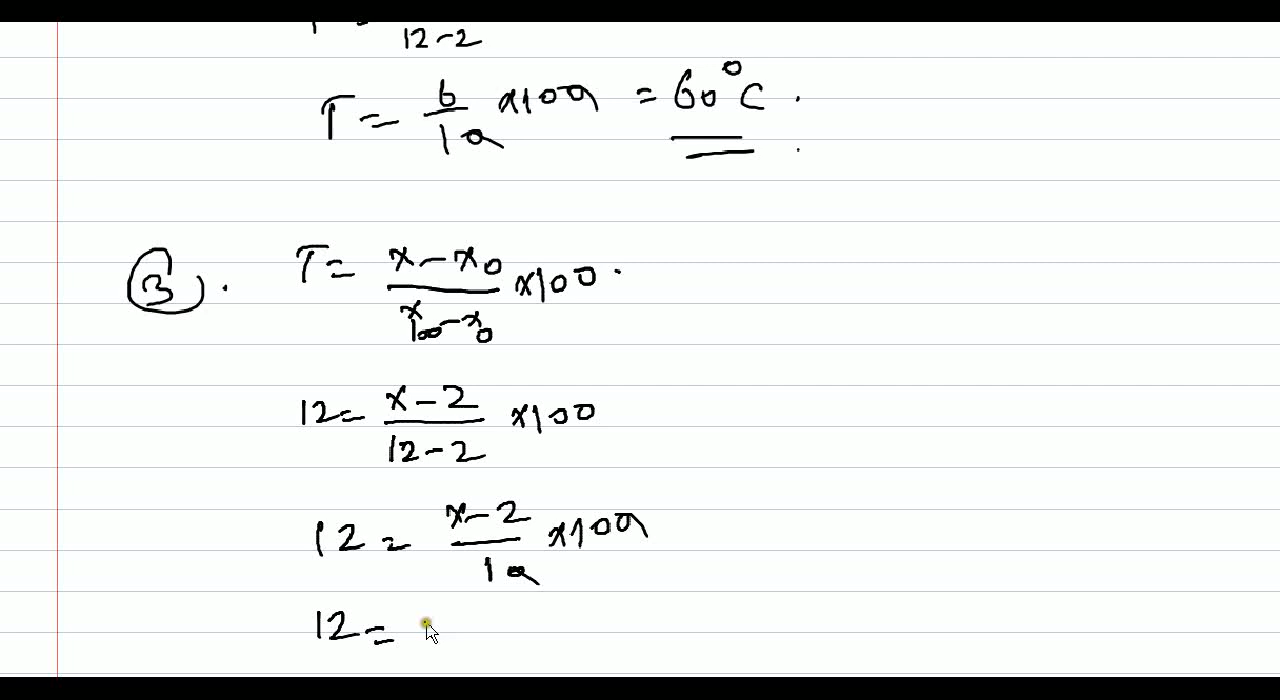 12-2
T = 6/10 x100 = 60°C.
(3). T = x-x₀/x₁₀₀-x₀ x100.
12 = x-2/12-2 x100
12 = x-2/10 x100
12 =